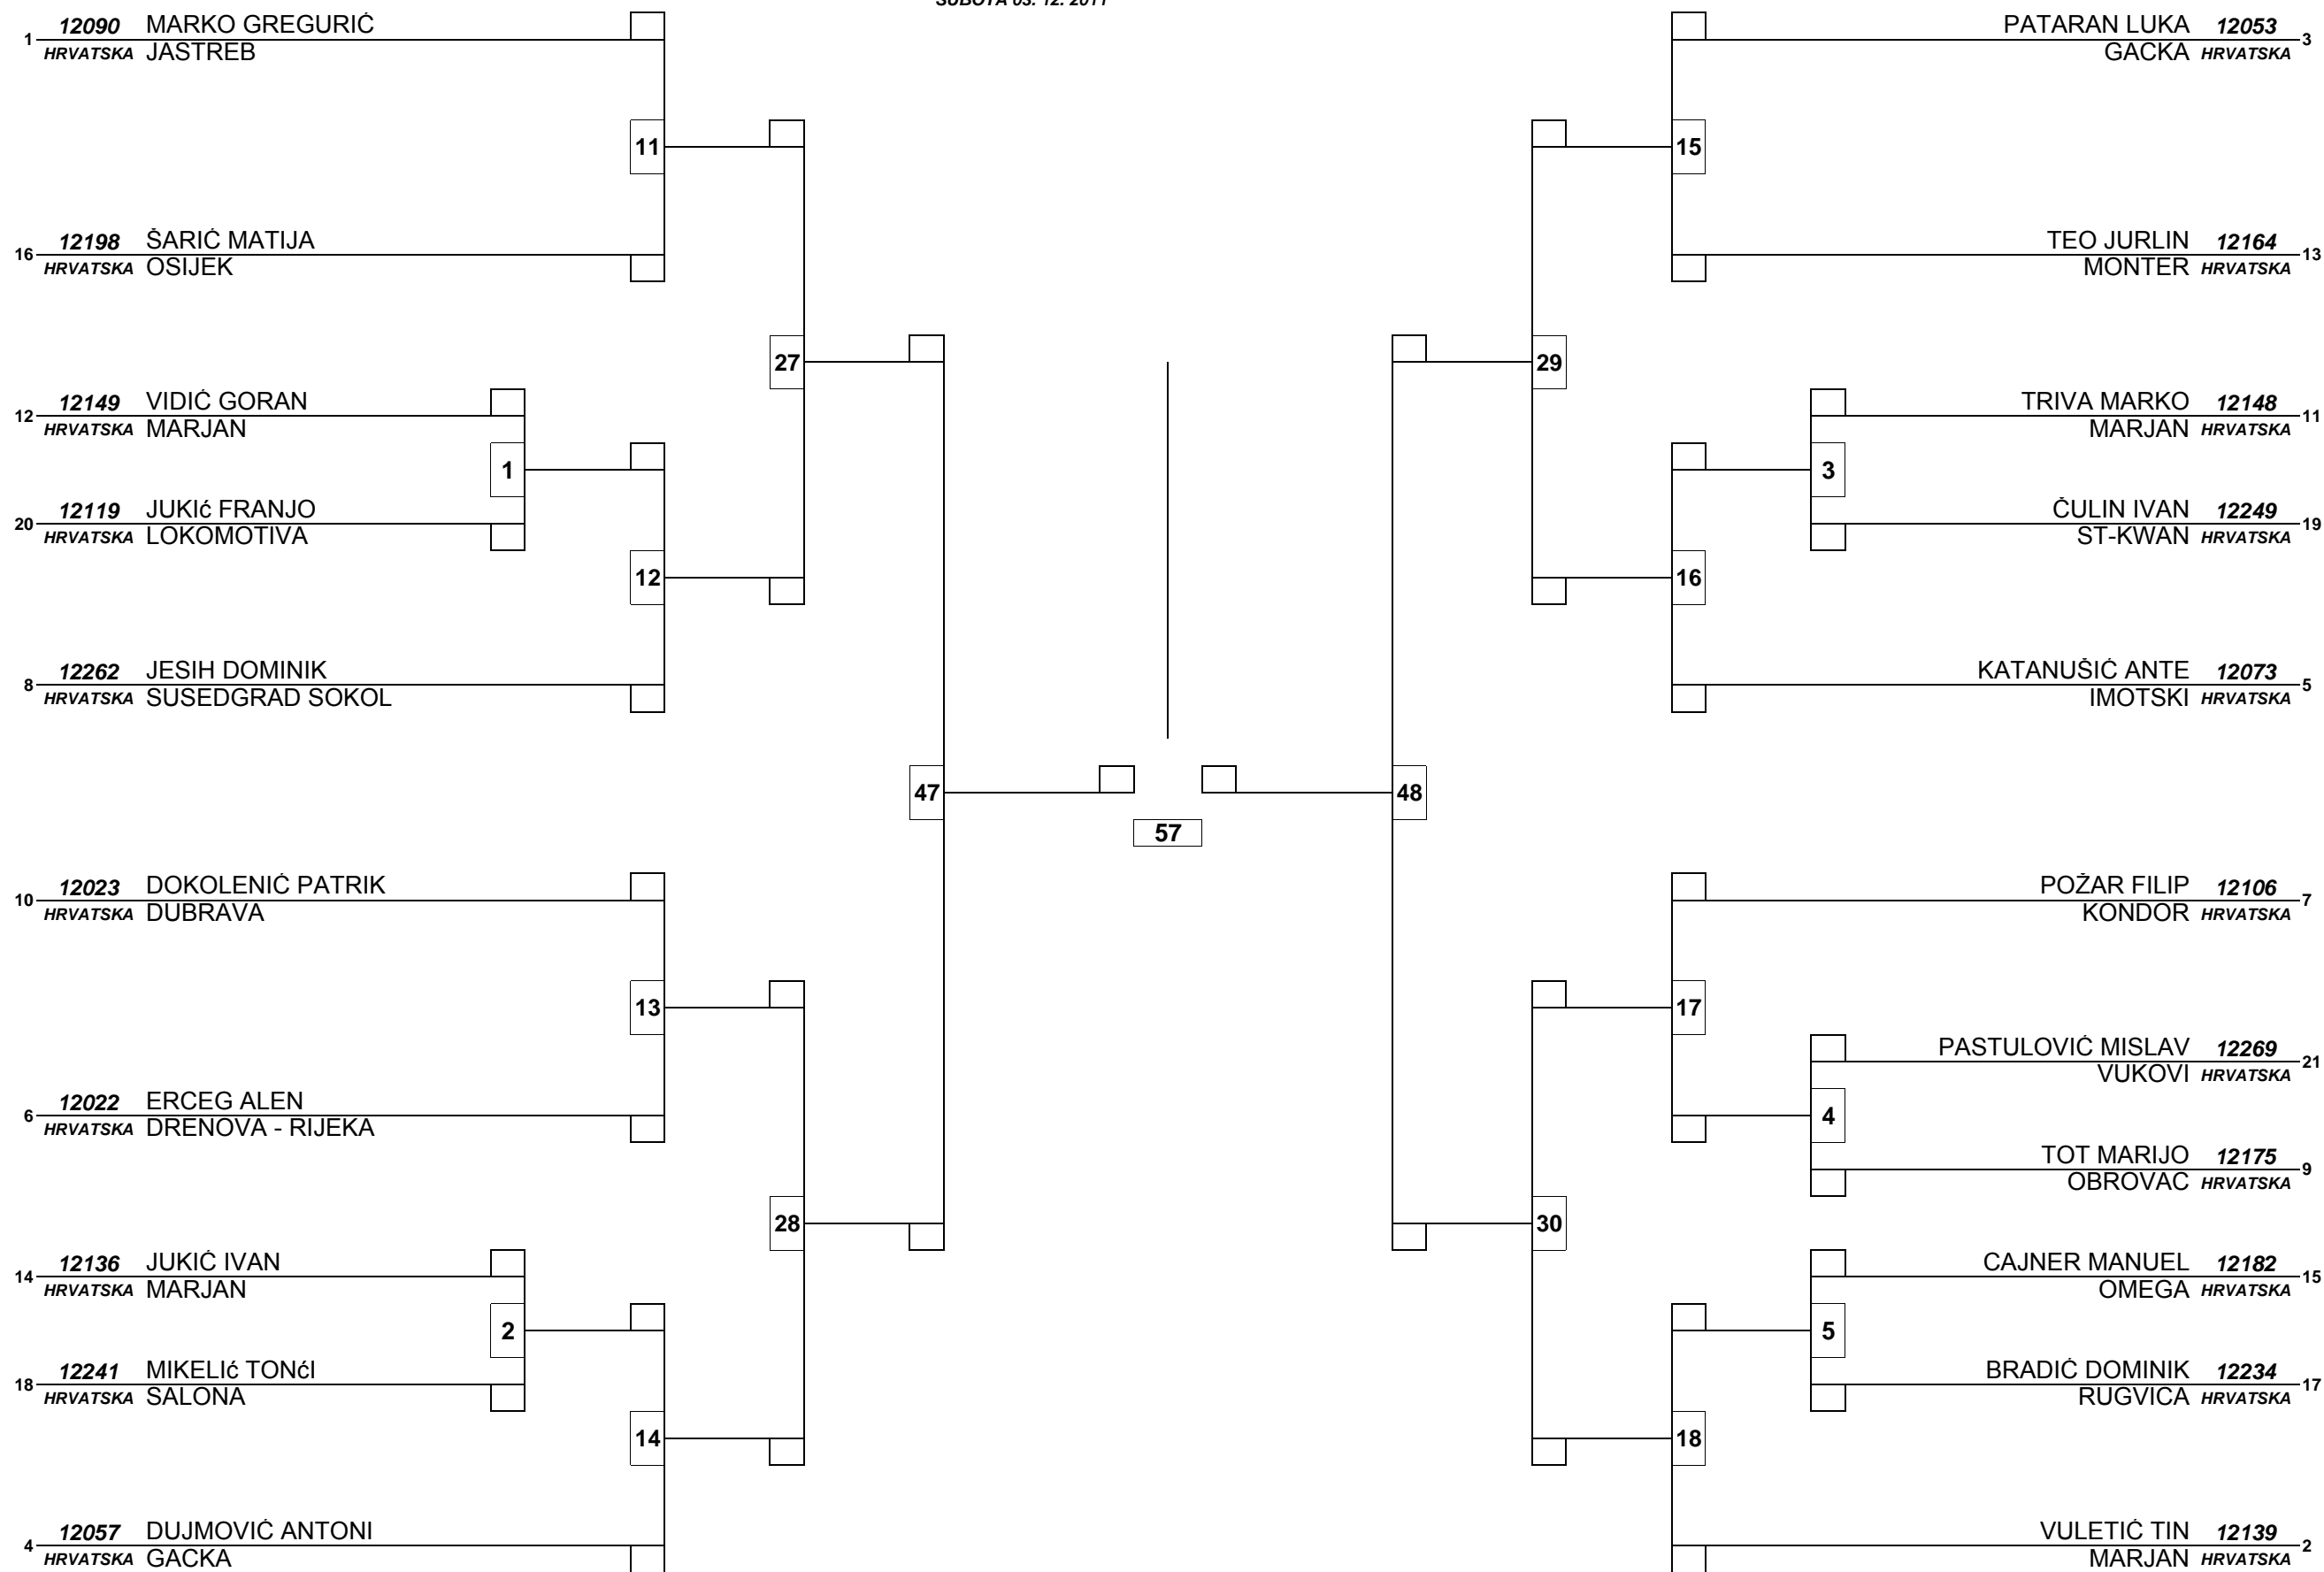 SUBOTA 03. 12. 2011
1 12090 MARKO GREGURIĆ
HRVATSKA JASTREB
11
16 12198 ŠARIĆ MATIJA
HRVATSKA OSIJEK
27
12 12149 VIDIĆ GORAN
HRVATSKA MARJAN
1
20 12119 JUKIć FRANJO
HRVATSKA LOKOMOTIVA
12
8 12262 JESIH DOMINIK
HRVATSKA SUSEDGRAD SOKOL
47
10 12023 DOKOLENIĆ PATRIK
HRVATSKA DUBRAVA
13
6 12022 ERCEG ALEN
HRVATSKA DRENOVA - RIJEKA
28
14 12136 JUKIĆ IVAN
HRVATSKA MARJAN
2
18 12241 MIKELIć TONćI
HRVATSKA SALONA
14
4 12057 DUJMOVIĆ ANTONI
HRVATSKA GACKA
57
PATARAN LUKA 12053 3
GACKA HRVATSKA
15
TEO JURLIN 12164 13
MONTER HRVATSKA
29
TRIVA MARKO 12148 11
MARJAN HRVATSKA
3
ČULIN IVAN 12249 19
ST-KWAN HRVATSKA
16
KATANUŠIĆ ANTE 12073 5
IMOTSKI HRVATSKA
48
POŽAR FILIP 12106 7
KONDOR HRVATSKA
17
PASTULOVIĆ MISLAV 12269 21
VUKOVI HRVATSKA
4
TOT MARIJO 12175 9
OBROVAC HRVATSKA
30
CAJNER MANUEL 12182 15
OMEGA HRVATSKA
5
BRADIĆ DOMINIK 12234 17
RUGVICA HRVATSKA
18
VULETIĆ TIN 12139 2
MARJAN HRVATSKA